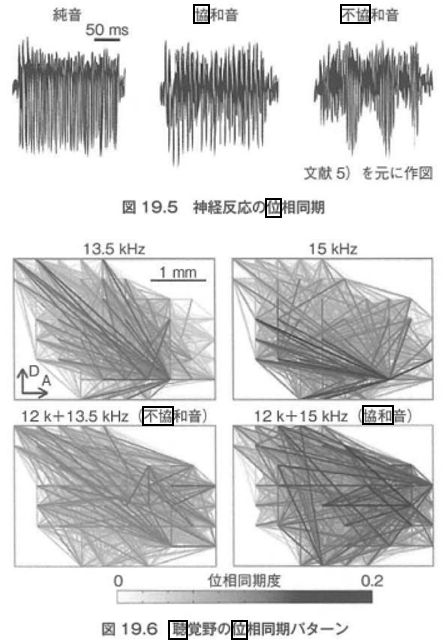 純音 協和音 不協和音
50 ms
文献 5）を元に作図
図 19.5 神経反応の位相同期
13.5 kHz 15 kHz
1 mm
D
A
12 k＋13.5 kHz（不協和音） 12 k＋15 kHz（協和音）
位相同期度
0 0.2
図 19.6 聴覚野の位相同期パターン